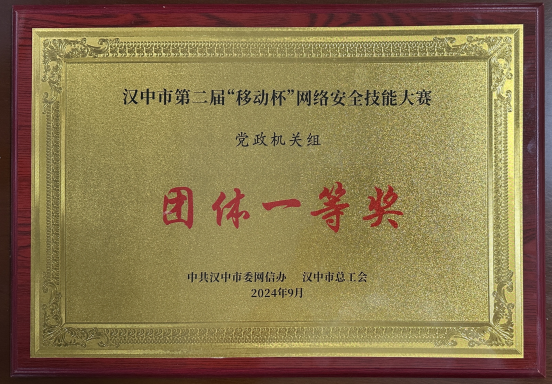 汉中市第二届“移动杯”网络安全技能大赛
党政机关组
团体一等奖
中共汉中市委网信办 汉中市总工会
2024年9月